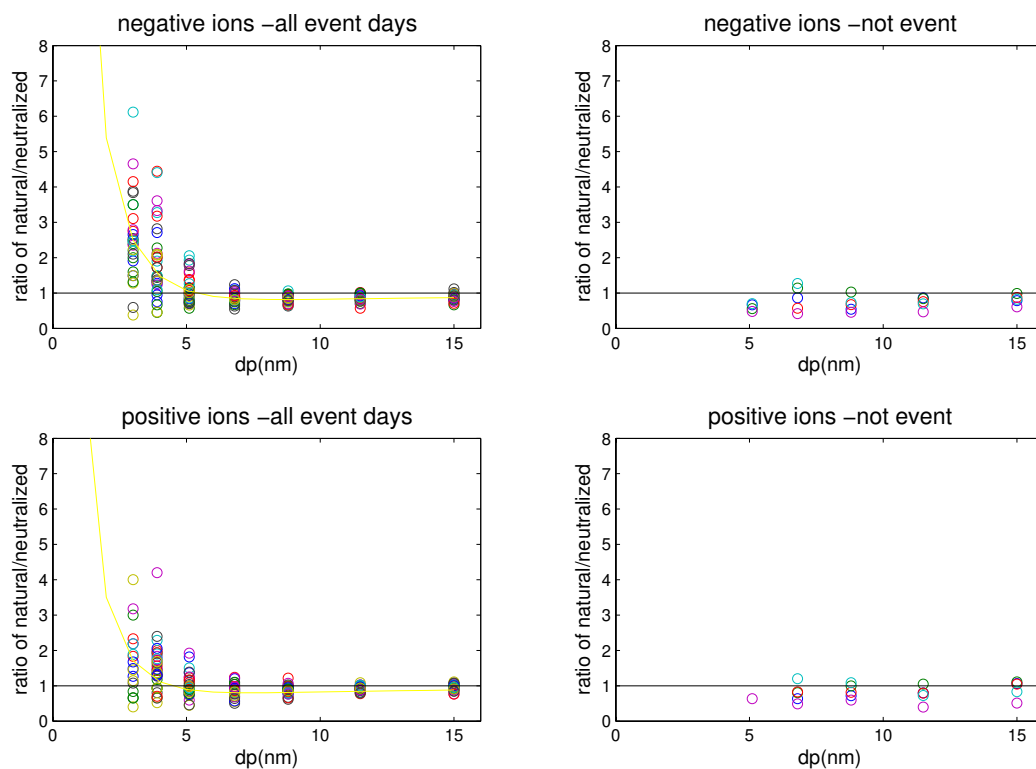 negative ions −all event days
8
7
6
5
4
3
2
1
0
ratio of natural/neutralized
0 5 10 15
dp(nm)
negative ions −not event
8
7
6
5
4
3
2
1
0
ratio of natural/neutralized
0 5 10 15
dp(nm)
positive ions −all event days
8
7
6
5
4
3
2
1
0
ratio of natural/neutralized
0 5 10 15
dp(nm)
positive ions −not event
8
7
6
5
4
3
2
1
0
ratio of natural/neutralized
0 5 10 15
dp(nm)